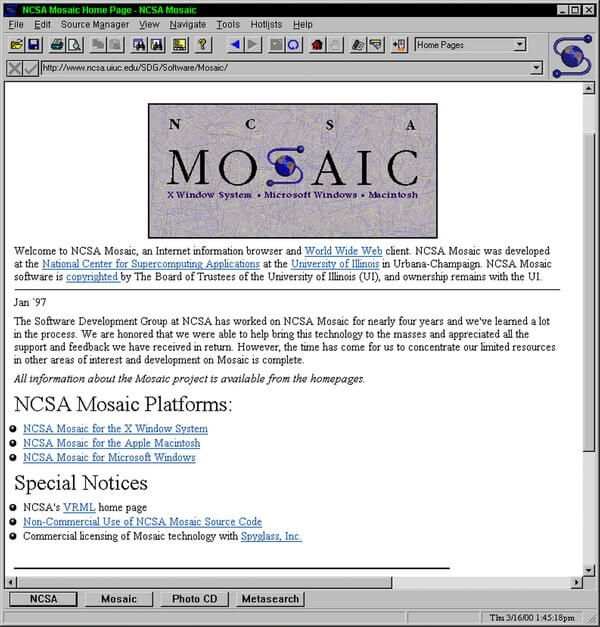 NCSA Mosaic Home Page - NCSA Mosaic
File Edit Source Manager View Navigate Tools Hotlists Help
Home Pages
http://www.ncsa.uiuc.edu/SDG/Software/Mosaic/
N C S A
MOSAIC
X Window System • Microsoft Windows • Macintosh
Welcome to NCSA Mosaic, an Internet information browser and World Wide Web client. NCSA Mosaic was developed
at the National Center for Supercomputing Applications at the University of Illinois in Urbana-Champaign. NCSA Mosaic
software is copyrighted by The Board of Trustees of the University of Illinois (UI), and ownership remains with the UI.
Jan '97
The Software Development Group at NCSA has worked on NCSA Mosaic for nearly four years and we've learned a lot
in the process. We are honored that we were able to help bring this technology to the masses and appreciated all the
support and feedback we have received in return. However, the time has come for us to concentrate our limited resources
in other areas of interest and development on Mosaic is complete.
All information about the Mosaic project is available from the homepages.
NCSA Mosaic Platforms:
NCSA Mosaic for the X Window System
NCSA Mosaic for the Apple Macintosh
NCSA Mosaic for Microsoft Windows
Special Notices
NCSA's VRML home page
Non-Commercial Use of NCSA Mosaic Source Code
Commercial licensing of Mosaic technology with Spyglass, Inc.
NCSA Mosaic Photo CD Metasearch
Thu 3/16/00 1:45:18pm